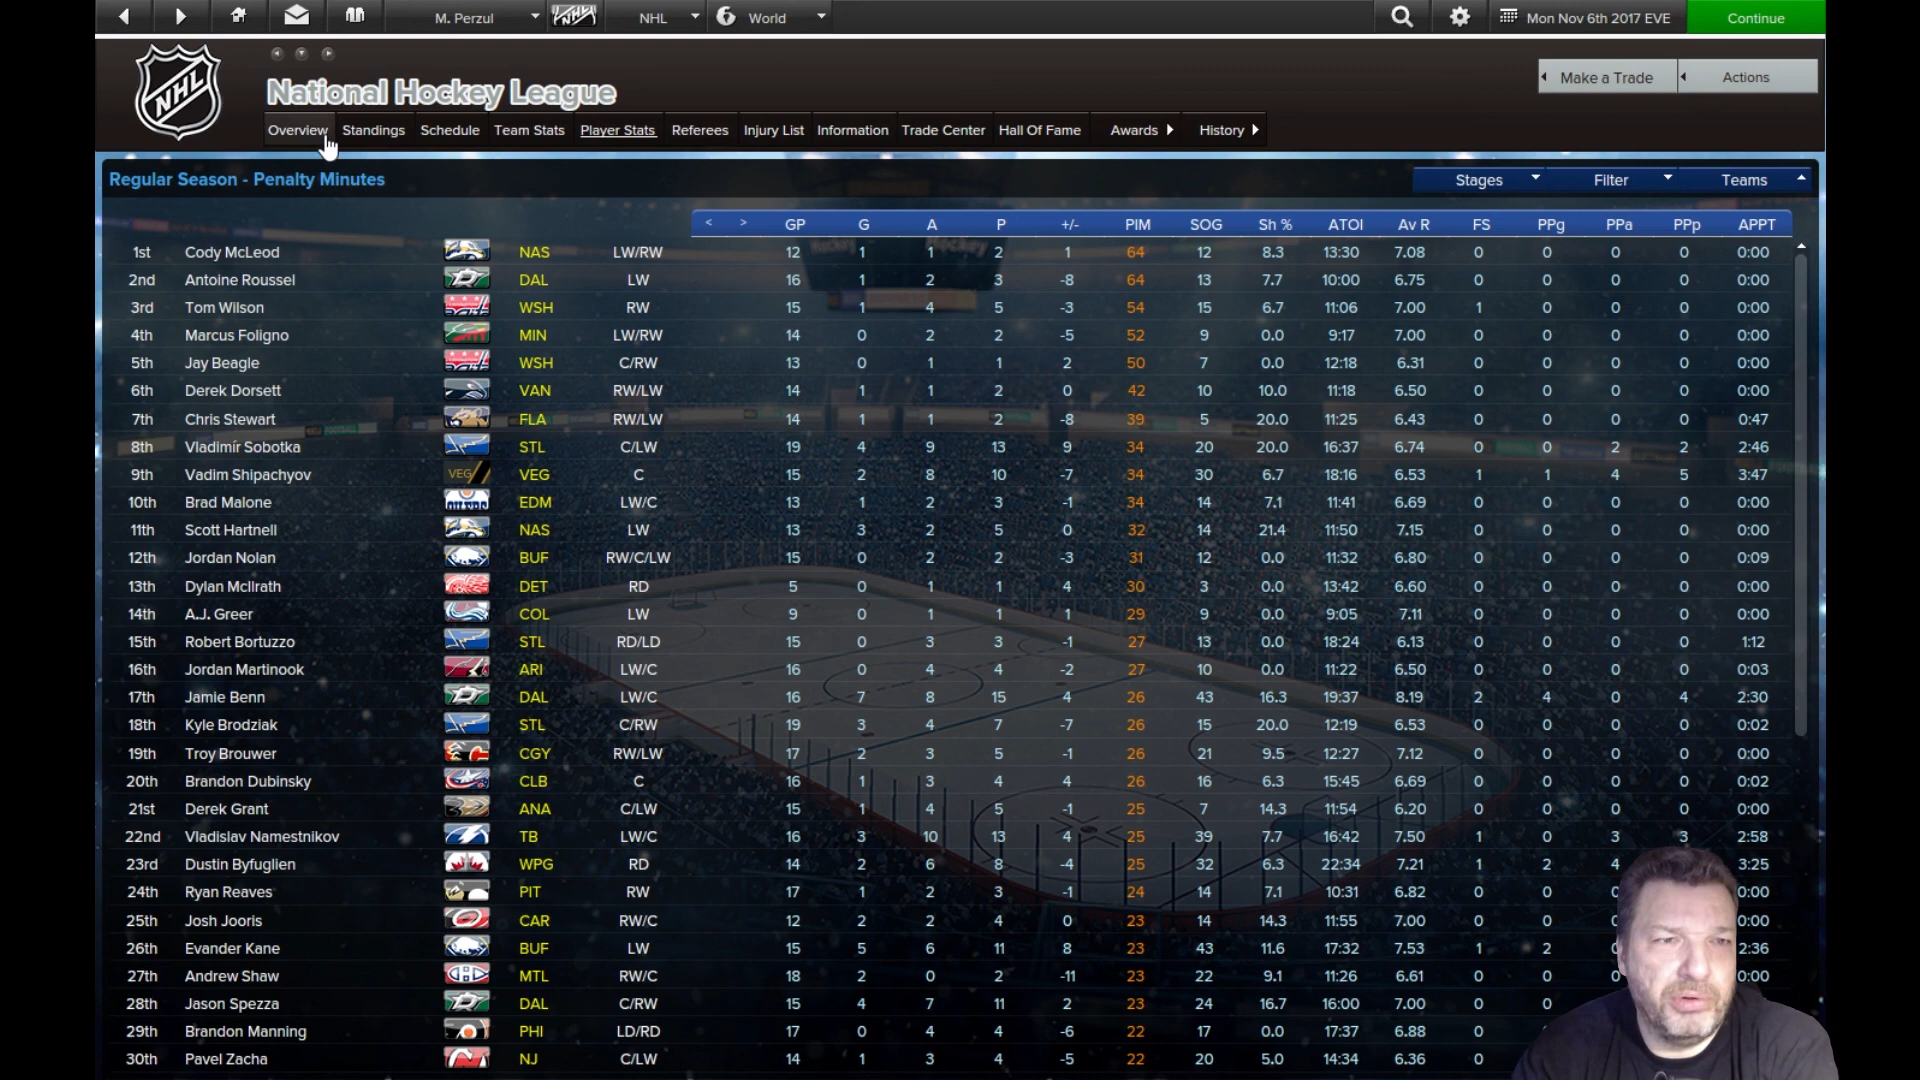 M. Perzul NHL World Mon Nov 6th 2017 EVE Continue
NHL
National Hockey League
Make a Trade Actions
Overview Standings Schedule Team Stats Player Stats Referees Injury List Information Trade Center Hall Of Fame Awards History
Regular Season - Penalty Minutes
Stages Filter Teams
< > GP G A P +/- PIM SOG Sh % ATOI Av R FS PPg PPa PPp APPT
1st Cody McLeod NAS LW/RW 12 1 1 2 1 64 12 8.3 13:30 7.08 0 0 0 0 0:00
2nd Antoine Roussel DAL LW 16 1 2 3 -8 64 13 7.7 10:00 6.75 0 0 0 0 0:00
3rd Tom Wilson WSH RW 15 1 4 5 -3 54 15 6.7 11:06 7.00 1 0 0 0 0:00
4th Marcus Foligno MIN LW/RW 14 0 2 2 -5 52 9 0.0 9:17 7.00 0 0 0 0 0:00
5th Jay Beagle WSH C/RW 13 0 1 1 2 50 7 0.0 12:18 6.31 0 0 0 0 0:00
6th Derek Dorsett VAN RW/LW 14 1 1 2 0 42 10 10.0 11:18 6.50 0 0 0 0 0:00
7th Chris Stewart FLA RW/LW 14 1 1 2 -8 39 5 20.0 11:25 6.43 0 0 0 0 0:47
8th Vladimír Sobotka STL C/LW 19 4 9 13 9 34 20 20.0 16:37 6.74 0 0 2 2 2:46
9th Vadim Shipachyov VEG VEG C 15 2 8 10 -7 34 30 6.7 18:16 6.53 1 1 4 5 3:47
10th Brad Malone EDM LW/C 13 1 2 3 -1 34 14 7.1 11:41 6.69 0 0 0 0 0:00
11th Scott Hartnell NAS LW 13 3 2 5 0 32 14 21.4 11:50 7.15 0 0 0 0 0:00
12th Jordan Nolan BUF RW/C/LW 15 0 2 2 -3 31 12 0.0 11:32 6.80 0 0 0 0 0:09
13th Dylan McIlrath DET RD 5 0 1 1 4 30 3 0.0 13:42 6.60 0 0 0 0 0:00
14th A.J. Greer COL LW 9 0 1 1 1 29 9 0.0 9:05 7.11 0 0 0 0 0:00
15th Robert Bortuzzo STL RD/LD 15 0 3 3 -1 27 13 0.0 18:24 6.13 0 0 0 0 1:12
16th Jordan Martinook ARI LW/C 16 0 4 4 -2 27 10 0.0 11:22 6.50 0 0 0 0 0:03
17th Jamie Benn DAL LW/C 16 7 8 15 4 26 43 16.3 19:37 8.19 2 4 0 4 2:30
18th Kyle Brodziak STL C/RW 19 3 4 7 -7 26 15 20.0 12:19 6.53 0 0 0 0 0:02
19th Troy Brouwer CGY RW/LW 17 2 3 5 -1 26 21 9.5 12:27 7.12 0 0 0 0 0:00
20th Brandon Dubinsky CLB C 16 1 3 4 4 26 16 6.3 15:45 6.69 0 0 0 0 0:02
21st Derek Grant ANA C/LW 15 1 4 5 -1 25 7 14.3 11:54 6.20 0 0 0 0 0:00
22nd Vladislav Namestnikov TB LW/C 16 3 10 13 4 25 39 7.7 16:42 7.50 1 0 3 3 2:58
23rd Dustin Byfuglien WPG RD 14 2 6 8 -4 25 32 6.3 22:34 7.21 1 2 4 3:25
24th Ryan Reaves PIT RW 17 1 2 3 -1 24 14 7.1 10:31 6.82 0 0 0:00
25th Josh Jooris CAR RW/C 12 2 2 4 0 23 14 14.3 11:55 7.00 0 0 0:00
26th Evander Kane BUF LW 15 5 6 11 8 23 43 11.6 17:32 7.53 1 2 2:36
27th Andrew Shaw MTL RW/C 18 2 0 2 -11 23 22 9.1 11:26 6.61 0 0 0:00
28th Jason Spezza DAL C/RW 15 4 7 11 2 23 24 16.7 16:00 7.00 0 0
29th Brandon Manning PHI LD/RD 17 0 4 4 -6 22 17 0.0 17:37 6.88 0 0
30th Pavel Zacha NJ C/LW 14 1 3 4 -5 22 20 5.0 14:34 6.36 0